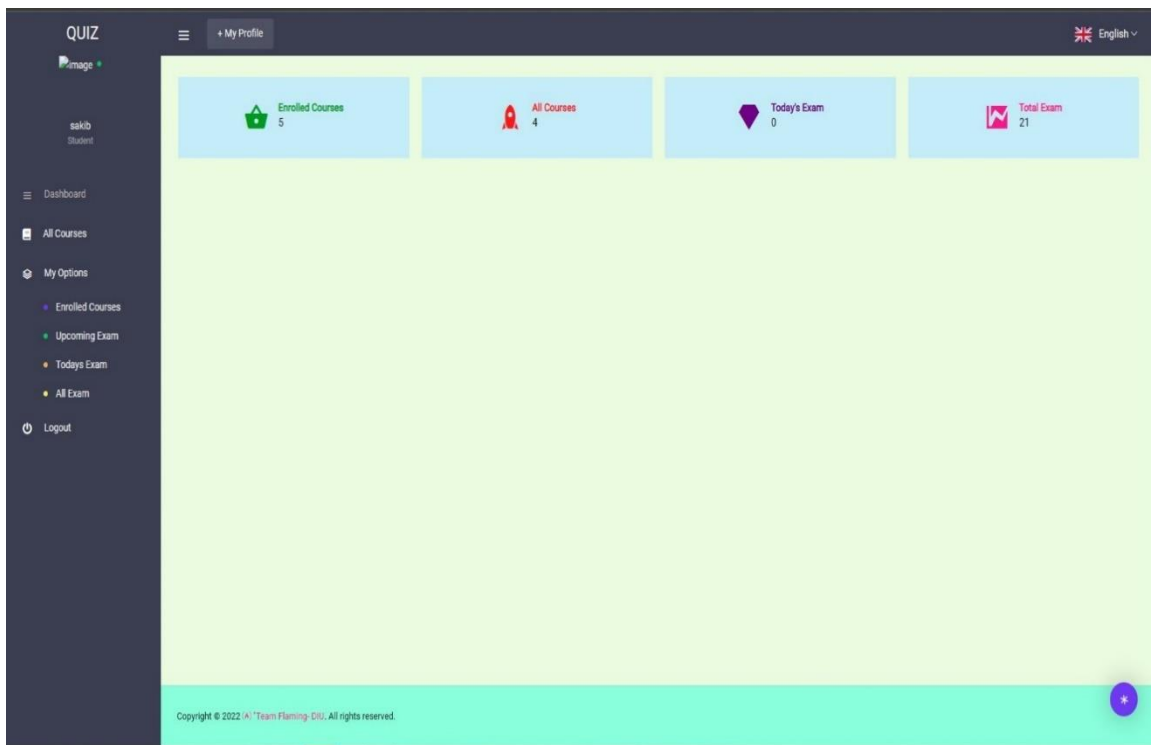 QUIZ
image
sakib
Student
Dashboard
All Courses
My Options
Enrolled Courses
Upcoming Exam
Todays Exam
All Exam
Logout
+ My Profile
English
Enrolled Courses
5
All Courses
4
Today's Exam
0
Total Exam
21
Copyright © 2022 (A) "Team Flaming- DIU. All rights reserved.